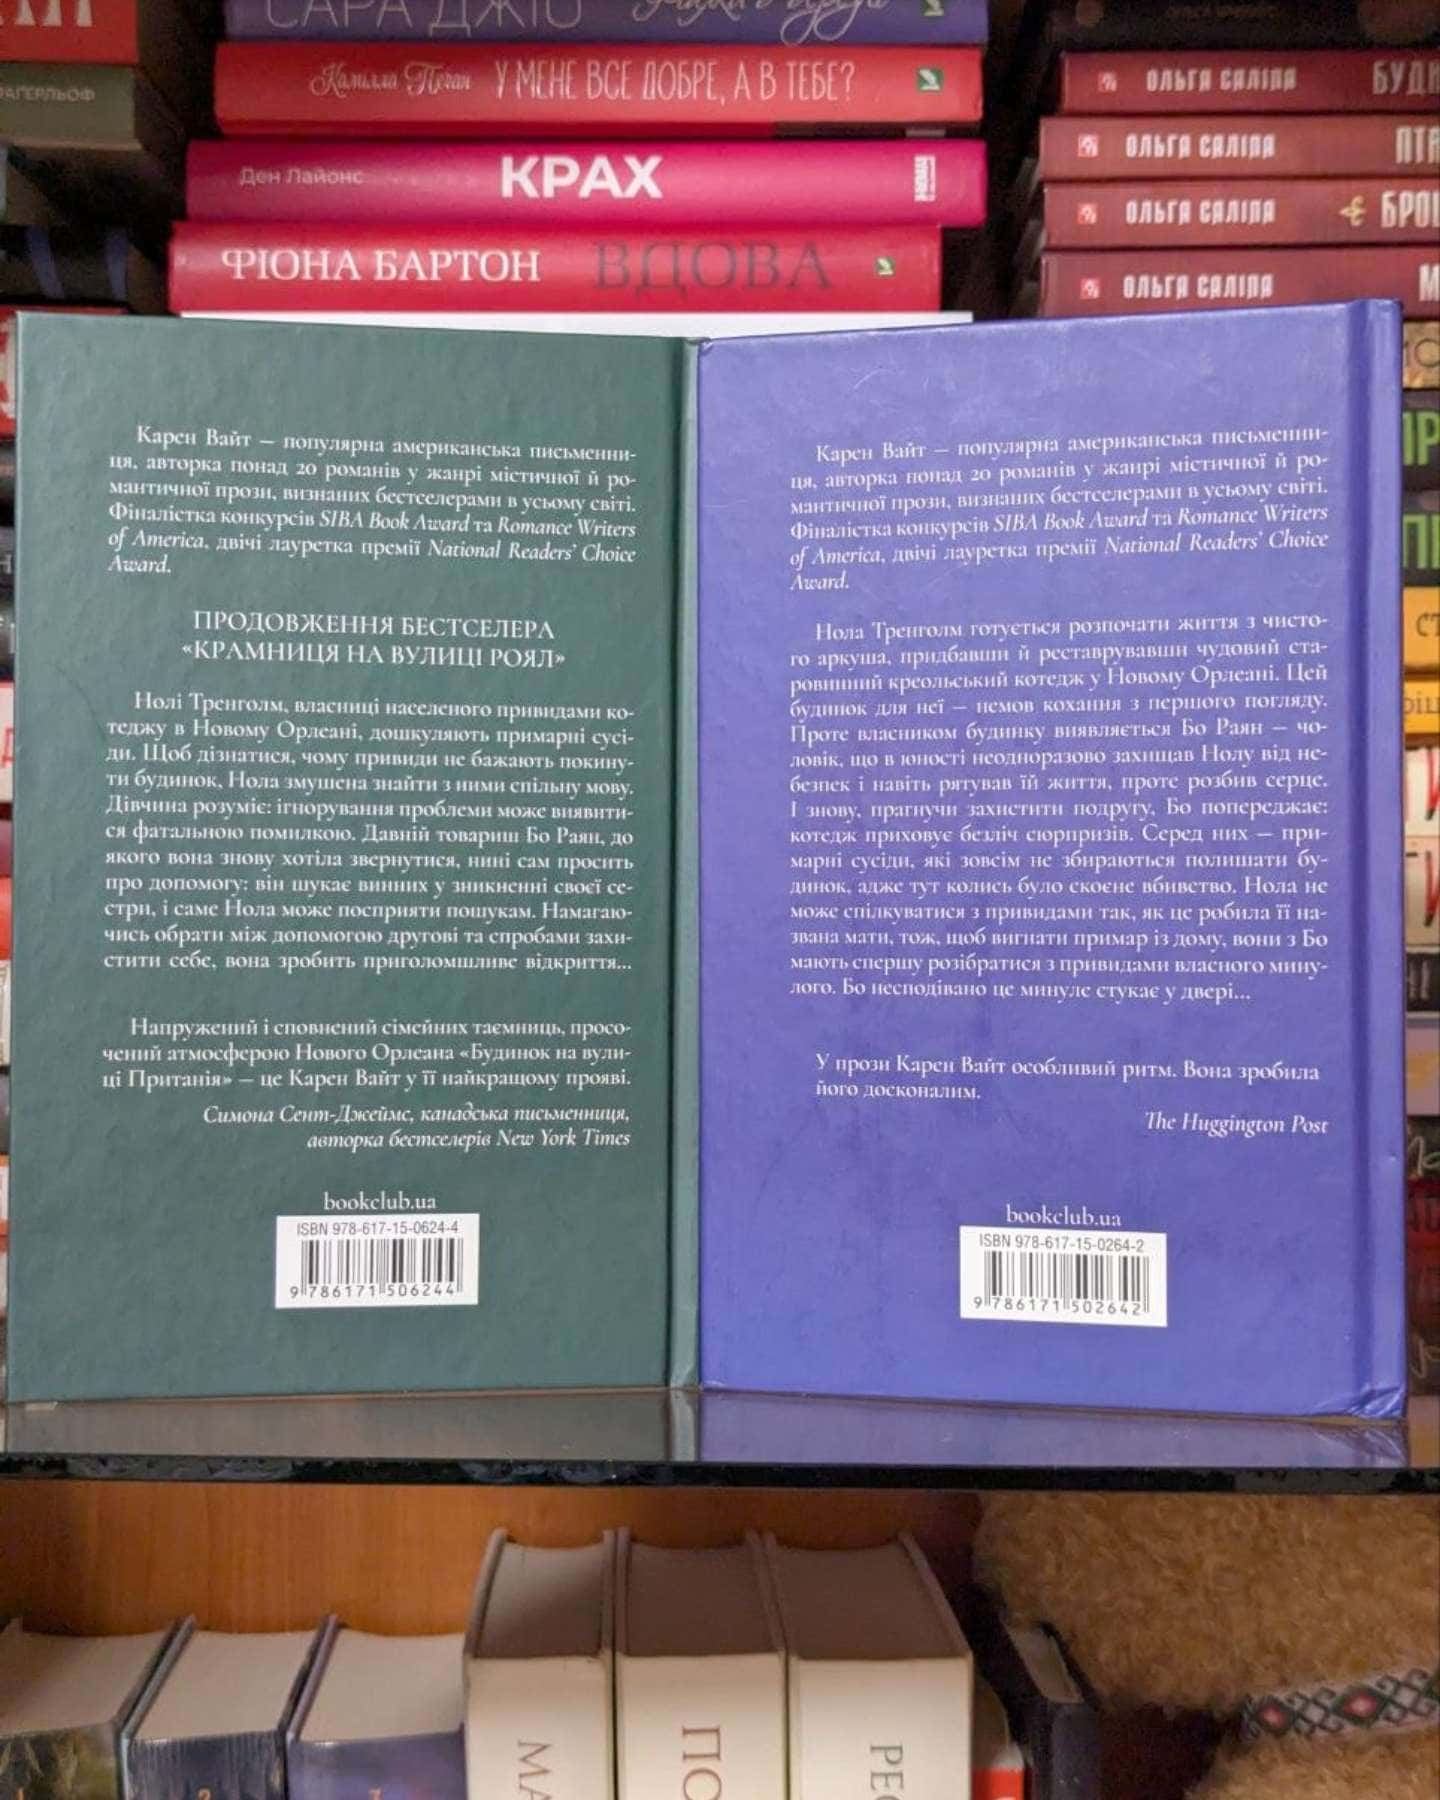 САРА ДЖІО
Камілла Пеган У МЕНЕ ВСЕ ДОБРЕ, А В ТЕБЕ?
Ден Лайонс КРАХ
ФІОНА БАРТОН ВДОВА
ОЛЬГА САЛІПА
ОЛЬГА САЛІПА
ОЛЬГА САЛІПА
ОЛЬГА САЛІПА
Карен Вайт — популярна американська письменни-
ця, авторка понад 20 романів у жанрі містичної й ро-
мантичної прози, визнаних бестселерами в усьому світі.
Фіналістка конкурсів SIBA Book Award та Romance Writers
of America, двічі лауретка премії National Readers' Choice
Award.
ПРОДОВЖЕННЯ БЕСТСЕЛЕРА
«КРАМНИЦЯ НА ВУЛИЦІ РОЯЛ»
Нолі Тренголм, власниці населеного привидами ко-
теджу в Новому Орлеані, дошкуляють примарні сусі-
ди. Щоб дізнатися, чому привиди не бажають покину-
ти будинок, Нола змушена знайти з ними спільну мову.
Дівчина розуміє: ігнорування проблеми може виявити-
ся фатальною помилкою. Давній товариш Бо Раян, до
якого вона знову хотіла звернутися, нині сам просить
про допомогу: він шукає винних у зникненні своєї се-
стри, і саме Нола може посприяти пошукам. Намагаю-
чись обрати між допомогою другові та спробами захи-
стити себе, вона зробить приголомшливе відкриття...
Напружений і сповнений сімейних таємниць, просо-
чений атмосферою Нового Орлеана «Будинок на вули-
ці Пританія» — це Карен Вайт у її найкращому прояві.
Симона Сент-Джеймс, канадська письменниця,
авторка бестселерів New York Times
bookclub.ua
ISBN 978-617-15-0624-4
9 786171 506244
Карен Вайт — популярна американська письменни-
ця, авторка понад 20 романів у жанрі містичної й ро-
мантичної прози, визнаних бестселерами в усьому світі.
Фіналістка конкурсів SIBA Book Award та Romance Writers
of America, двічі лауретка премії National Readers' Choice
Award.
Нола Тренголм готується розпочати життя з чисто-
го аркуша, придбавши й реставрувавши чудовий ста-
ровинний креольський котедж у Новому Орлеані. Цей
будинок для неї — немов кохання з першого погляду.
Проте власником будинку виявляється Бо Раян — чо-
ловік, що в юності неодноразово захищав Нолу від не-
безпек і навіть рятував їй життя, проте розбив серце.
І знову, прагнучи захистити подругу, Бо попереджає:
котедж приховує безліч сюрпризів. Серед них — при-
марні сусіди, які зовсім не збираються полишати бу-
динок, адже тут колись було скоєне вбивство. Нола не
може спілкуватися з привидами так, як це робила її на-
звана мати, тож, щоб вигнати примар із дому, вони з Бо
мають спершу розібратися з привидами власного мину-
лого. Бо несподівано це минуле стукає у двері...
У прози Карен Вайт особливий ритм. Вона зробила
його досконалим.
The Huggington Post
bookclub.ua
ISBN 978-617-15-0264-2
9 786171 502642
2
3
МА
ПО
РЕ